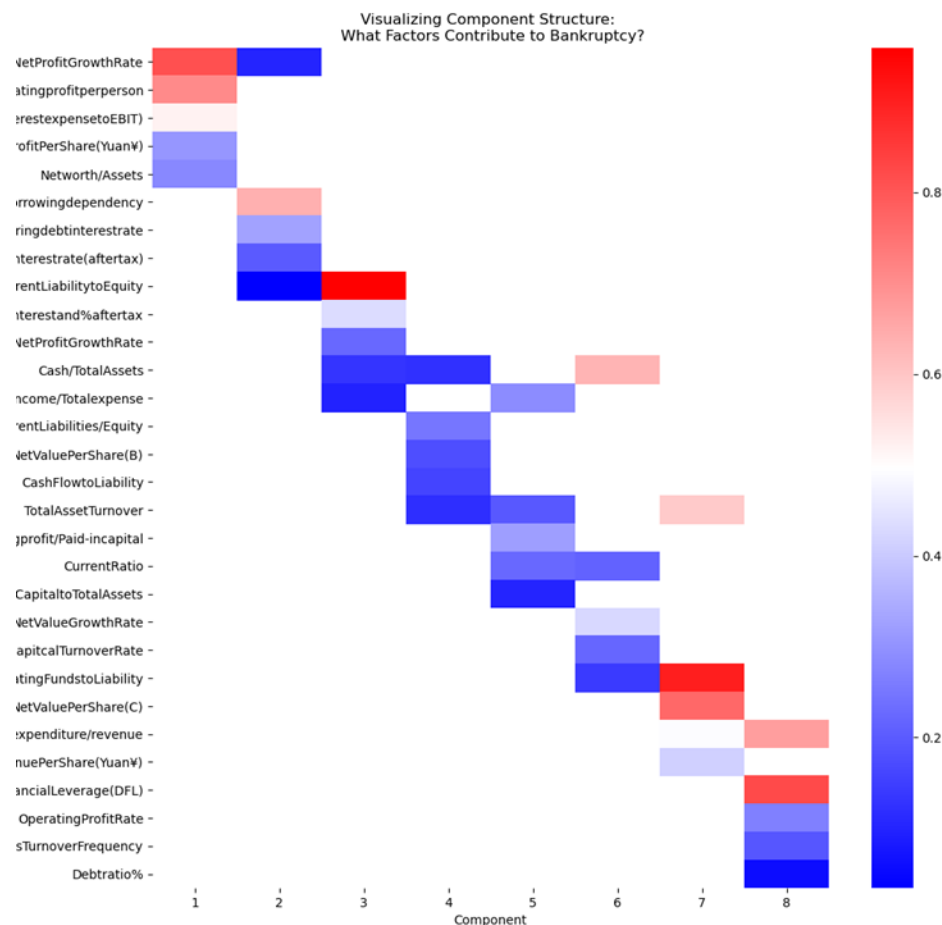 Visualizing Component Structure:
What Factors Contribute to Bankruptcy?
NetProfitGrowthRate
atingprofitperperson
erestexpensetoEBIT)
rofitPerShare(Yuan¥)
Networth/Assets
orrowingdependency
ringdebtinterestrate
nterestrate(aftertax)
rentLiabilitytoEquity
nterestand%aftertax
NetProfitGrowthRate
Cash/TotalAssets
ncome/Totalexpense
rentLiabilities/Equity
NetValuePerShare(B)
CashFlowtoLiability
TotalAssetTurnover
gprofit/Paid-incapital
CurrentRatio
CapitaltoTotalAssets
NetValueGrowthRate
apitcalTurnoverRate
atingFundstoLiability
NetValuePerShare(C)
expenditure/revenue
nuePerShare(Yuan¥)
ancialLeverage(DFL)
OperatingProfitRate
sTurnoverFrequency
Debtratio%
1 2 3 4 5 6 7 8
Component
0.8
0.6
0.4
0.2